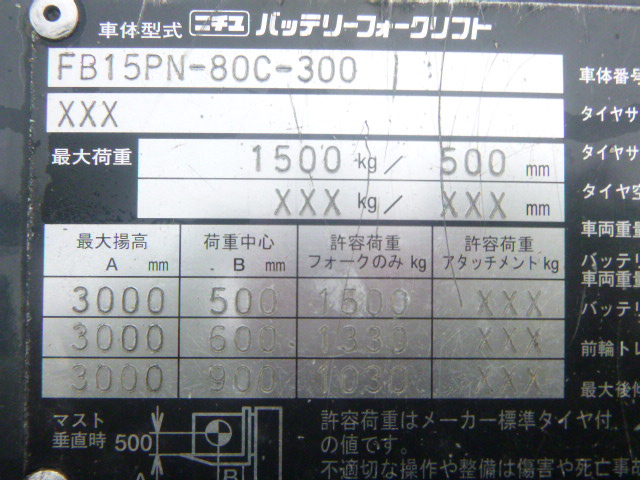 車体型式 ニチユ バッテリーフォークリフト
FB15PN-80C-300
車体番号
XXX
タイヤサ
最大荷重 1500 kg/ 500 mm
タイヤサ
XXX kg/ XXX mm
タイヤ空
車両重量
最大揚高 A mm 荷重中心 B mm 許容荷重 フォークのみ kg 許容荷重 アタッチメント kg
バッテリ
車両重量
3000 500 1500 XXX
バッテリ
3000 600 1330 XXX
前輪トレ
3000 900 1030 XXX
最大後傾
マスト 垂直時 500
A B
許容荷重はメーカー標準タイヤ付
の値です。
不適切な操作や整備は傷害や死亡事故